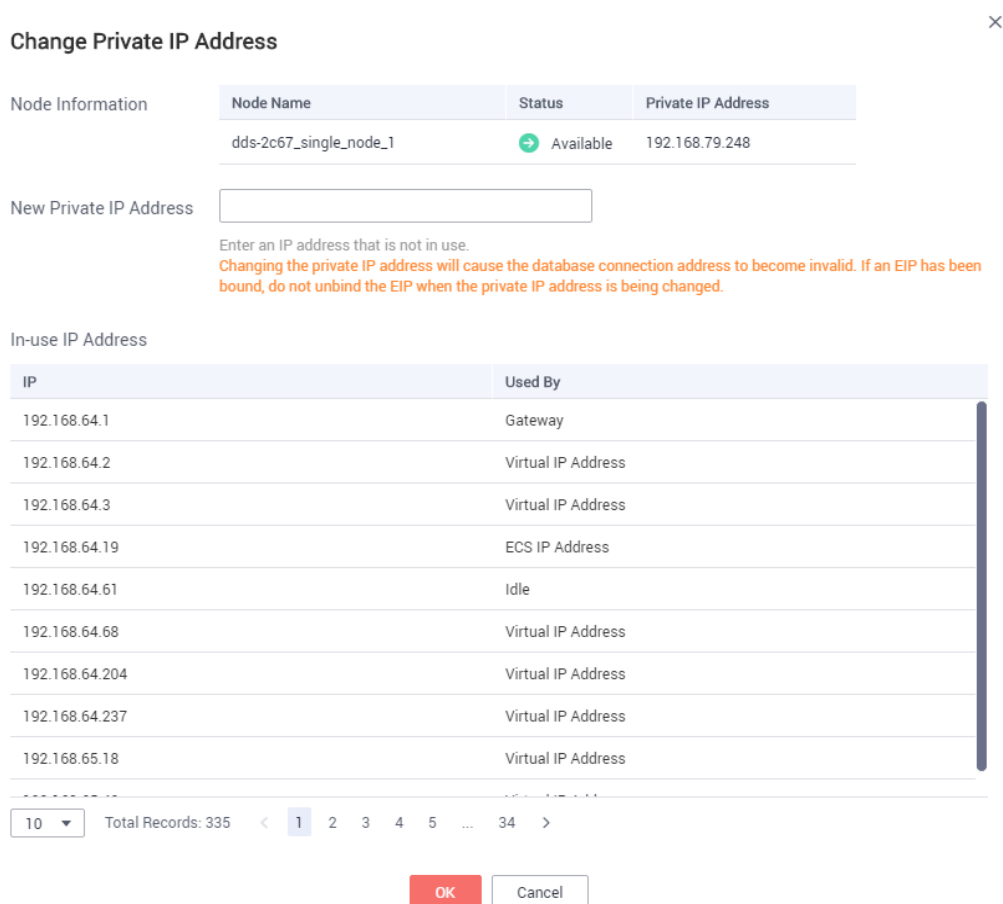 Change Private IP Address
Node Information
Node Name Status Private IP Address
dds-2c67_single_node_1 Available 192.168.79.248
New Private IP Address
Enter an IP address that is not in use.
Changing the private IP address will cause the database connection address to become invalid. If an EIP has been
bound, do not unbind the EIP when the private IP address is being changed.
In-use IP Address
IP Used By
192.168.64.1 Gateway
192.168.64.2 Virtual IP Address
192.168.64.3 Virtual IP Address
192.168.64.19 ECS IP Address
192.168.64.61 Idle
192.168.64.68 Virtual IP Address
192.168.64.204 Virtual IP Address
192.168.64.237 Virtual IP Address
192.168.65.18 Virtual IP Address
10 Total Records: 335 < 1 2 3 4 5 ... 34 >
OK Cancel